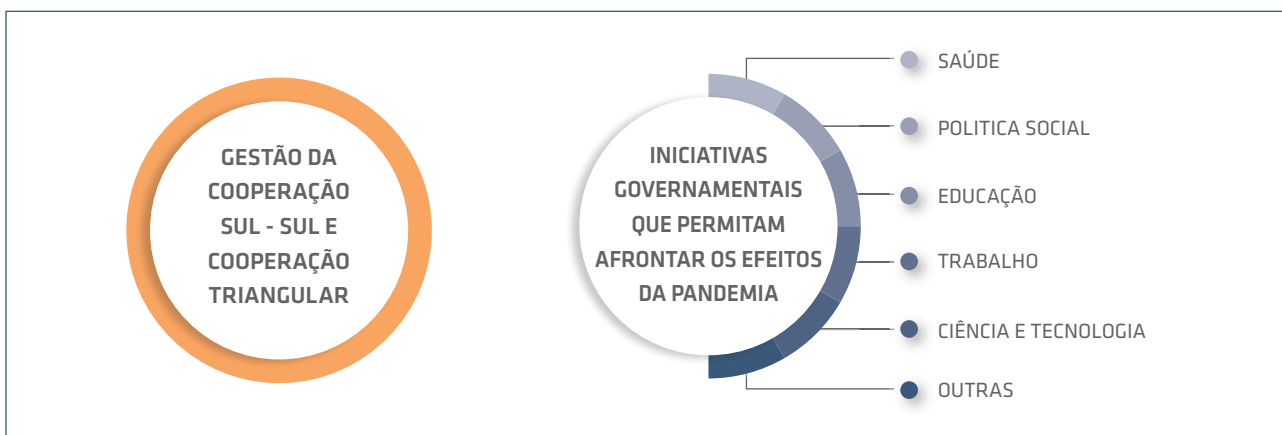 GESTÃO DA
COOPERAÇÃO
SUL - SUL E
COOPERAÇÃO
TRIANGULAR
INICIATIVAS
GOVERNAMENTAIS
QUE PERMITAM
AFRONTAR OS EFEITOS
DA PANDEMIA
SAÚDE
POLITICA SOCIAL
EDUCAÇÃO
TRABALHO
CIÊNCIA E TECNOLOGIA
OUTRAS